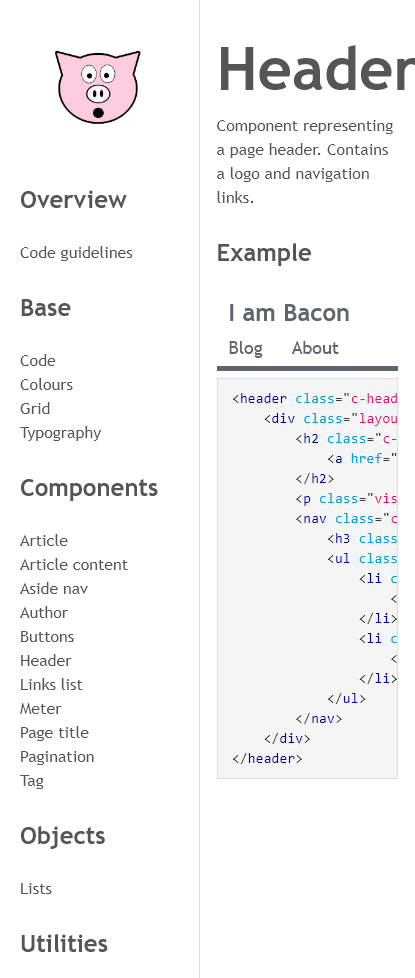 Overview
Code guidelines
Base
Code
Colours
Grid
Typography
Components
Article
Article content
Aside nav
Author
Buttons
Header
Links list
Meter
Page title
Pagination
Tag
Objects
Lists
Utilities
Header
Component representing
a page header. Contains
a logo and navigation
links.
Example
I am Bacon
Blog About
<header class="c-head
<div class="layou
<h2 class="c-
<a href="
</h2>
<p class="vis
<nav class="c
<h3 class
<ul class
<li c
<
</li>
<li c
<
</li>
</ul>
</nav>
</div>
</header>